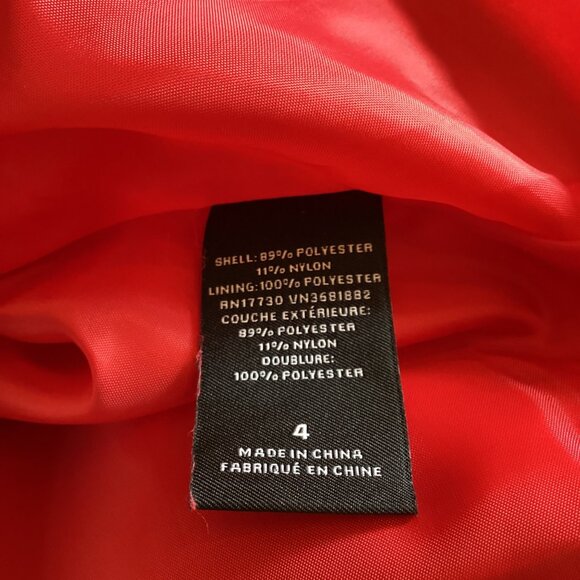 SHELL: 89% POLYESTER
11% NYLON
LINING: 100% POLYESTER
RN17730 VN3681882
COUCHE EXTÉRIEURE:
89% POLYESTER
11% NYLON
DOUBLURE:
100% POLYESTER
4
MADE IN CHINA
FABRIQUÉ EN CHINE